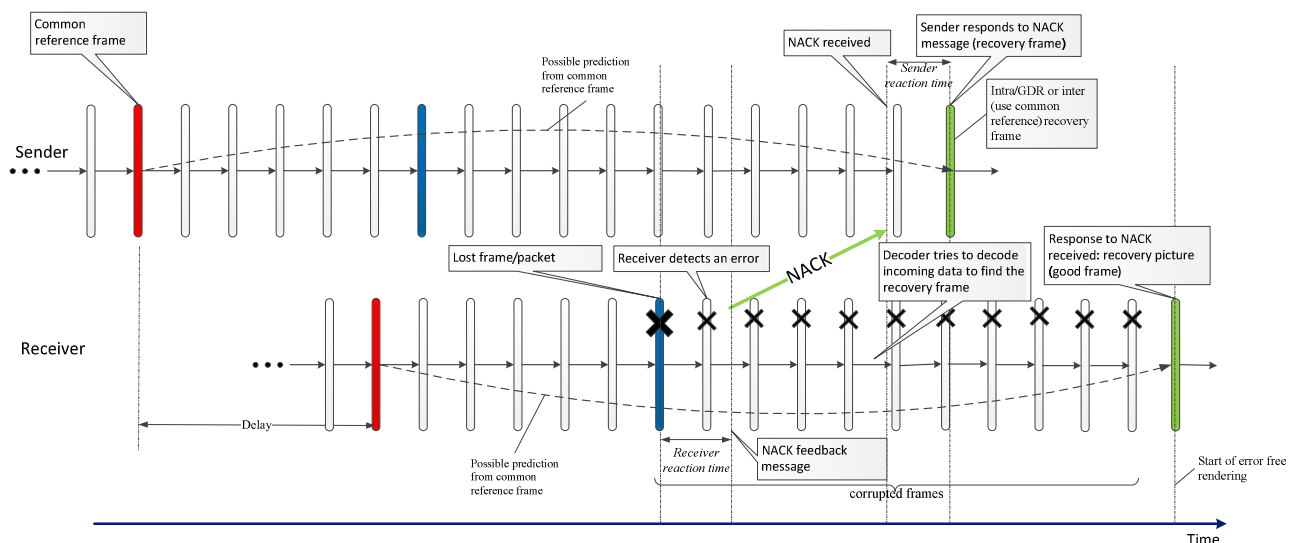 Common
reference frame
NACK received
Sender responds to NACK
message (recovery frame)
Possible prediction
from common
reference frame
Sender
reaction time
Intra/GDR or inter
(use common
reference) recovery
frame
Sender
Lost frame/packet
Receiver detects an error
NACK
Decoder tries to decode
incoming data to find the
recovery frame
Response to NACK
received: recovery picture
(good frame)
Receiver
Delay
Possible prediction
from common
reference frame
Receiver
reaction time
NACK feedback
message
corrupted frames
Start of error free
rendering
Time